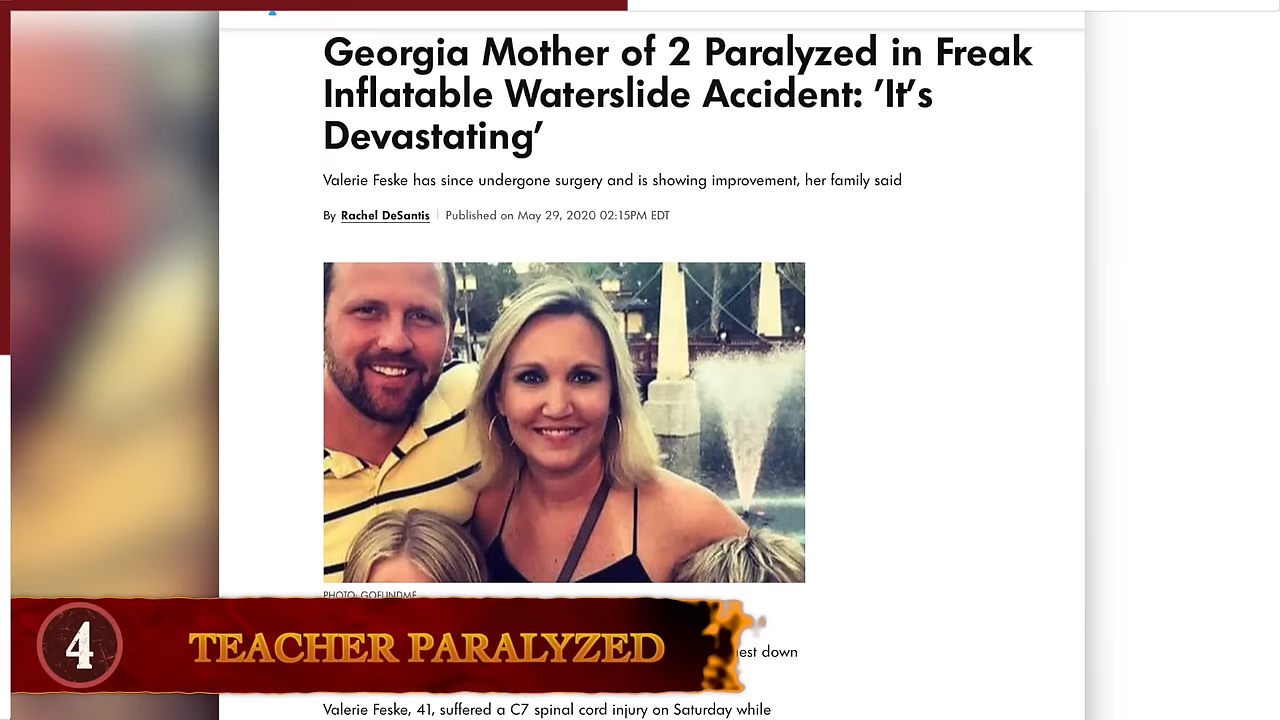 Georgia Mother of 2 Paralyzed in Freak
Inflatable Waterslide Accident: ’It’s
Devastating’
Valerie Feske has since undergone surgery and is showing improvement, her family said
By Rachel DeSantis | Published on May 29, 2020 02:15PM EDT
PHOTO: GOFUNDME
4 TEACHER PARALYZED
est down
Valerie Feske, 41, suffered a C7 spinal cord injury on Saturday while